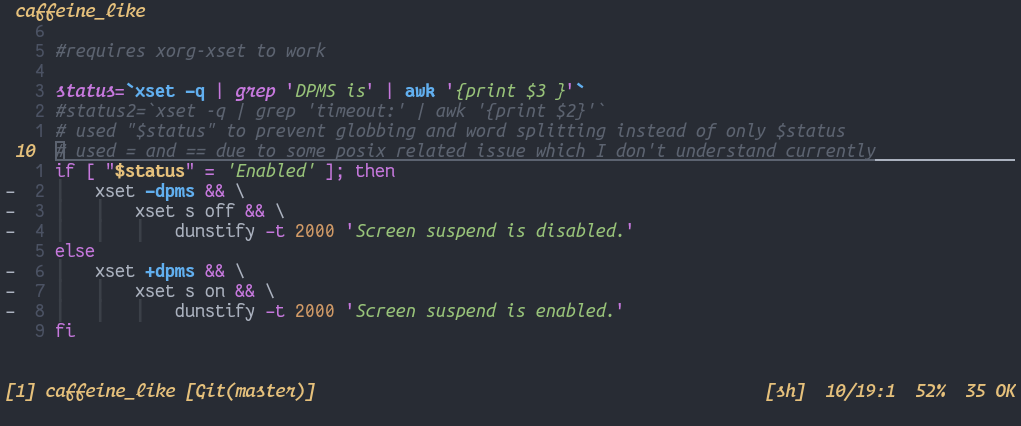 caffeine_like
6
5 #requires xorg-xset to work
4
3 status=`xset -q | grep 'DPMS is' | awk '{print $3 }'`
2 #status2=`xset -q | grep 'timeout:' | awk '{print $2}'`
1 # used "$status" to prevent globbing and word splitting instead of only $status
10 # used = and == due to some posix related issue which I don't understand currently
1 if [ "$status" = 'Enabled' ]; then
- 2 xset -dpms && \
- 3 xset s off && \
- 4 dunstify -t 2000 'Screen suspend is disabled.'
5 else
- 6 xset +dpms && \
- 7 xset s on && \
- 8 dunstify -t 2000 'Screen suspend is enabled.'
9 fi
[1] caffeine_like [Git(master)] [sh] 10/19:1 52% 35 OK